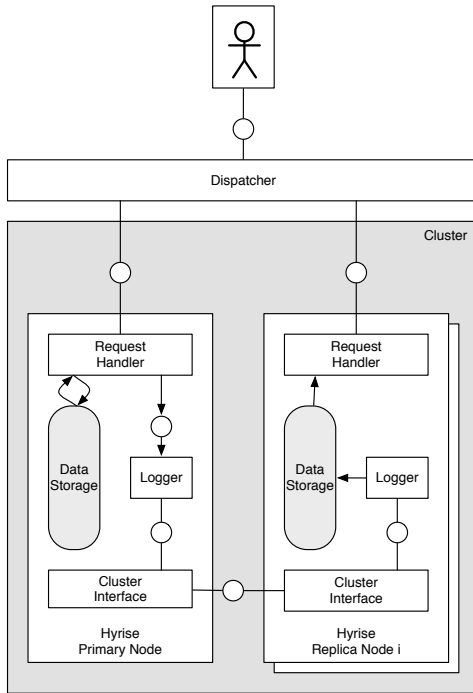 Dispatcher
Cluster
Request
Handler
Data
Storage
Logger
Cluster
Interface
Hyrise
Primary Node
Request
Handler
Data
Storage
Logger
Cluster
Interface
Hyrise
Replica Node i